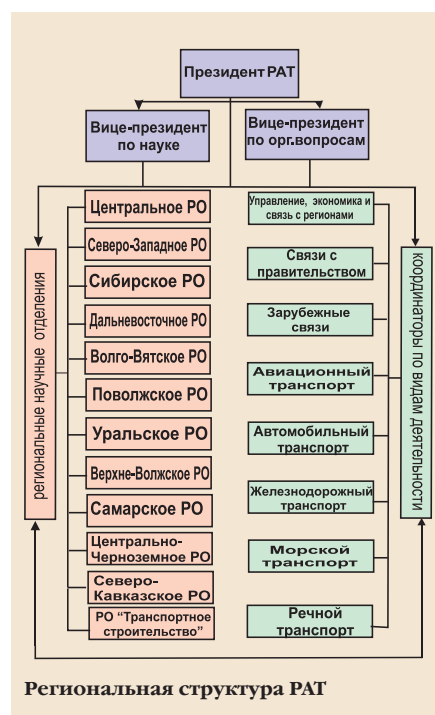 Президент РАТ
Вице-президент
по науке
Вице-президент
по орг.вопросам
региональные научные отделения
Центральное РО
Северо-Западное РО
Сибирское РО
Дальневосточное РО
Волго-Вятское РО
Поволжское РО
Уральское РО
Верхне-Волжское РО
Самарское РО
Центрально-
Черноземное РО
Северо-
Кавказское РО
РО “Транспортное
строительство”
Управление, экономика и
связь с регионами
Связи с
правительством
Зарубежные
связи
Авиационный
транспорт
Автомобильный
транспорт
Железнодорожный
транспорт
Морской
транспорт
Речной
транспорт
координаторы по видам деятельности
Региональная структура РАТ